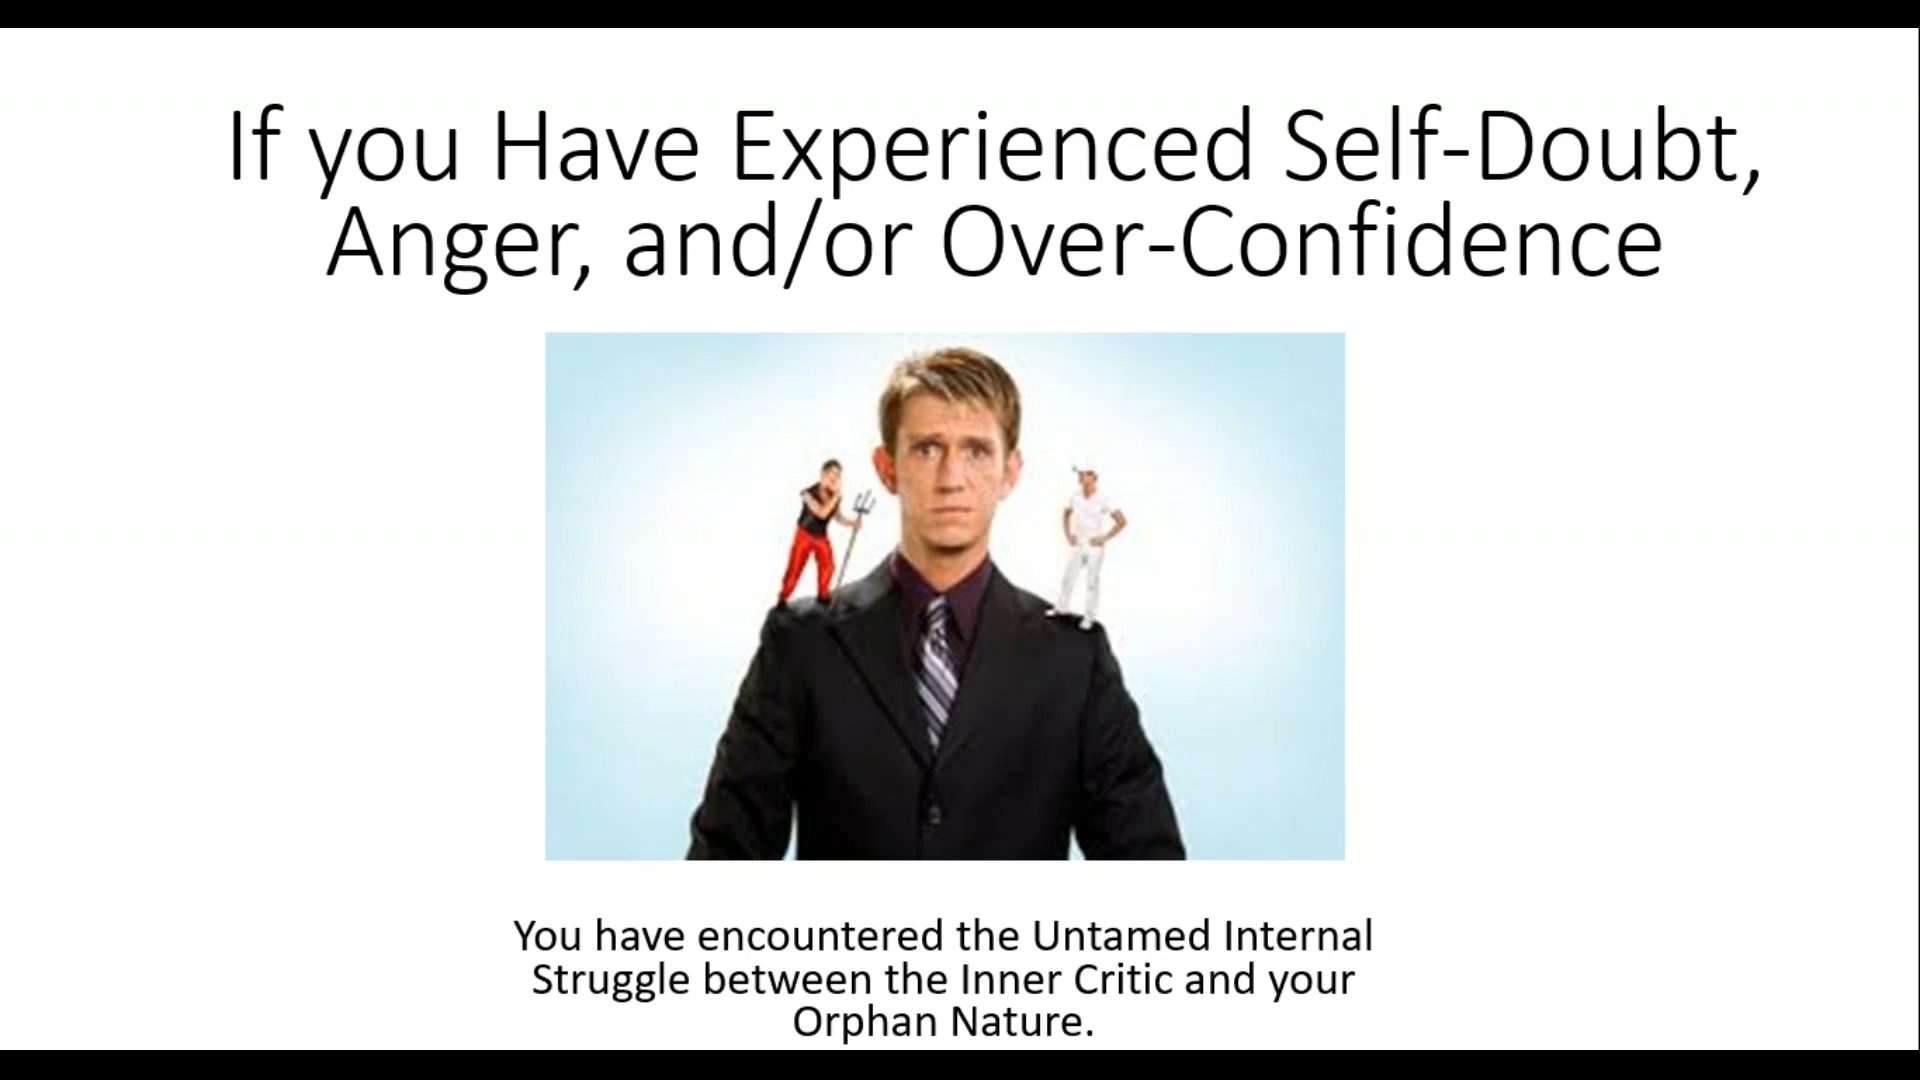 If you Have Experienced Self-Doubt,
Anger, and/or Over-Confidence
You have encountered the Untamed Internal
Struggle between the Inner Critic and your
Orphan Nature.